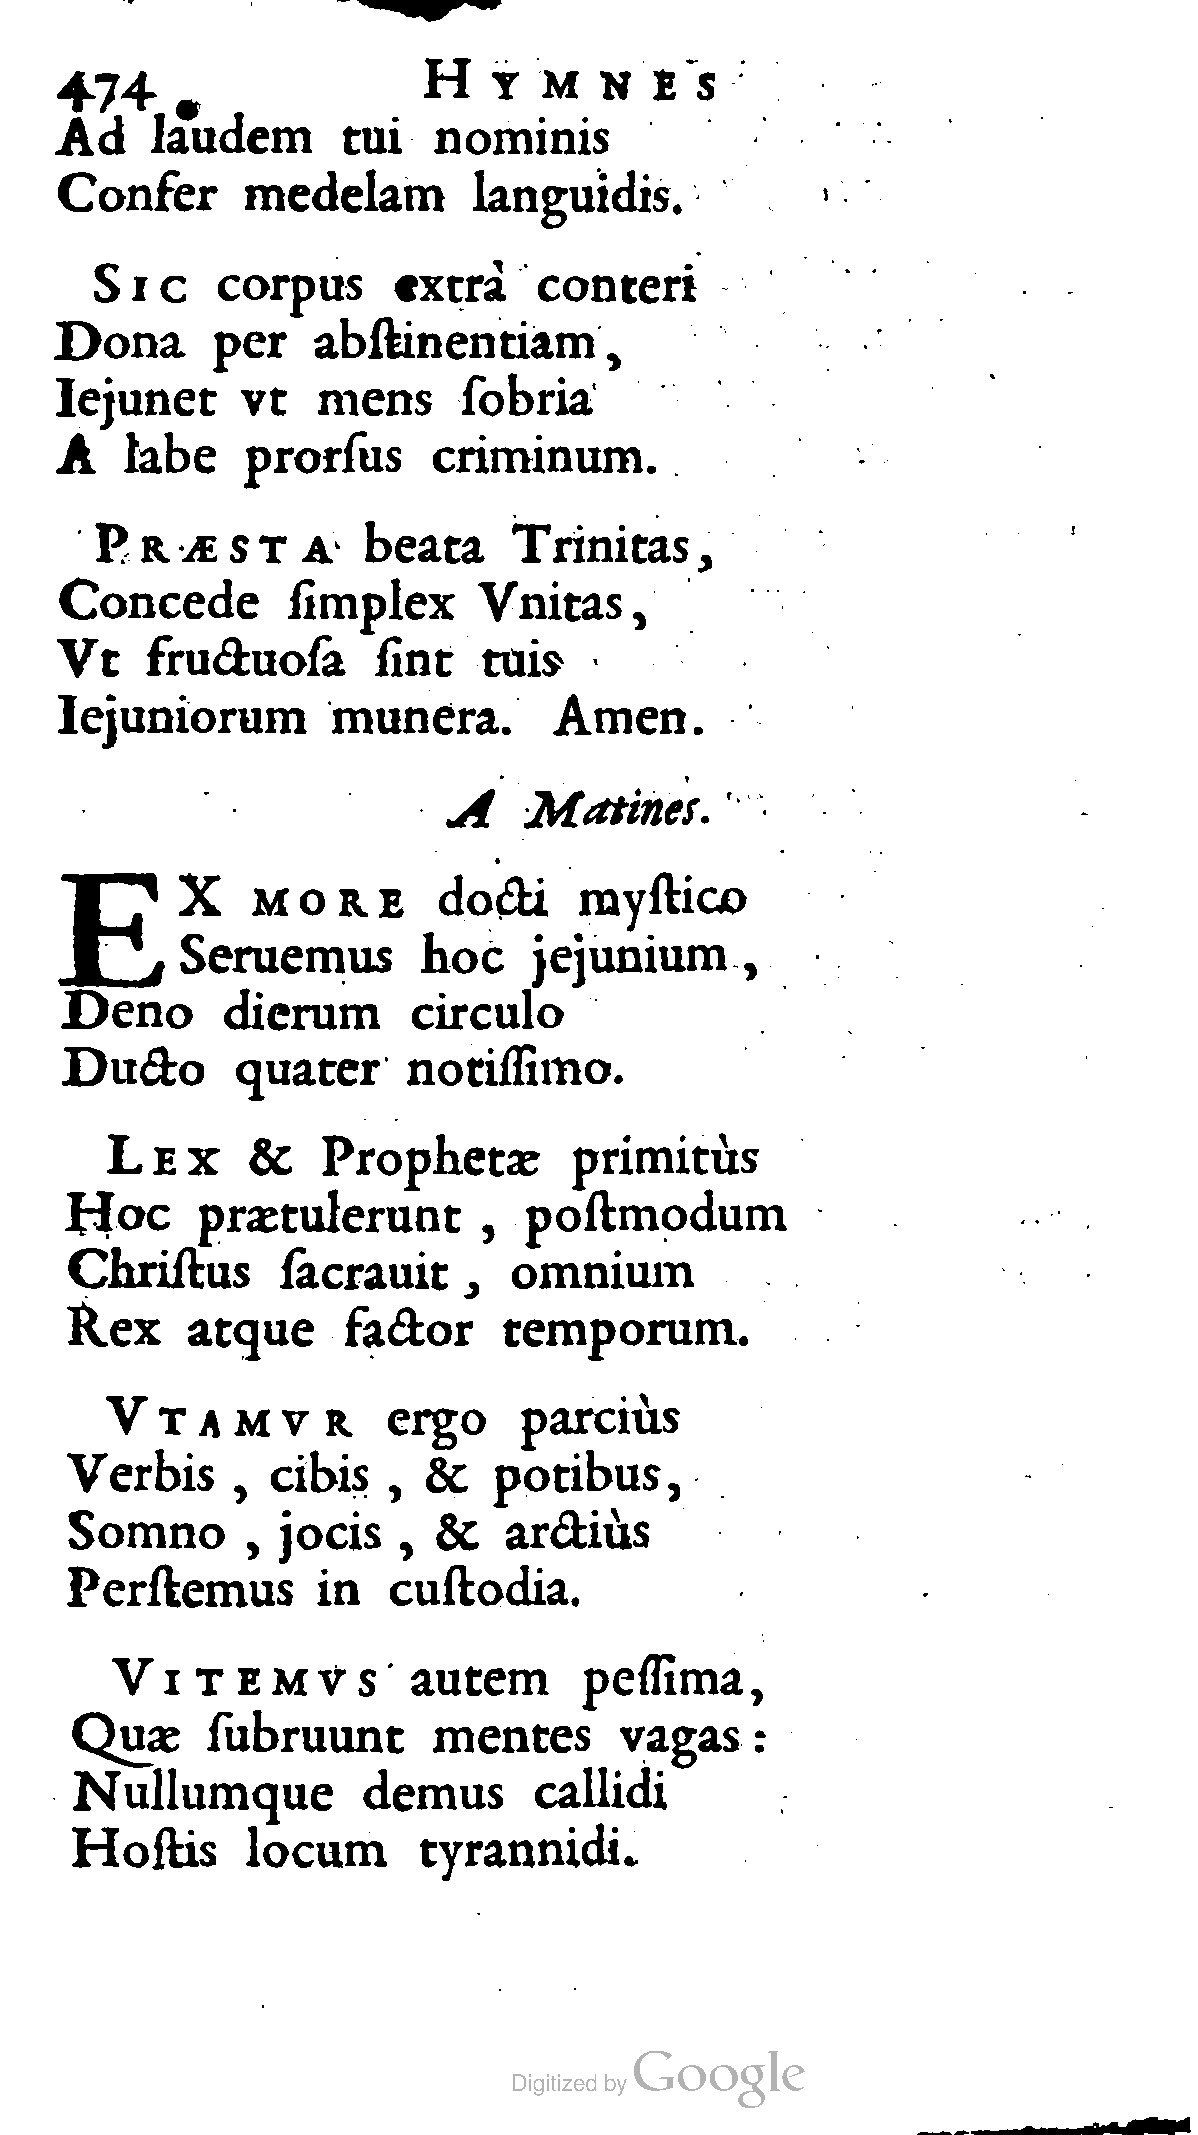 474. HYMNES
Ad laudem tui nominis
Confer medelam languidis.
SIC corpus extrà conteri
Dona per abſtinentiam,
Iejunet vt mens ſobria
A labe prorſus criminum.
PRÆSTA beata Trinitas,
Concede ſimplex Vnitas,
Vt fructuoſa ſint tuis
Iejuniorum munera. Amen.
A Matines.
EX MORE docti myſtico
Seruemus hoc jejunium,
Deno dierum circulo
Ducto quater notiſſimo.
LEX & Prophetæ primitùs
Hoc prætulerunt, poſtmodum
Chriſtus ſacrauit, omnium
Rex atque factor temporum.
VTAMVR ergo parciùs
Verbis, cibis, & potibus,
Somno, jocis, & arctiùs
Perſtemus in cuſtodia.
VITEMVS autem peſſima,
Quæ ſubruunt mentes vagas:
Nullumque demus callidi
Hoſtis locum tyrannidi.
Digitized by Google